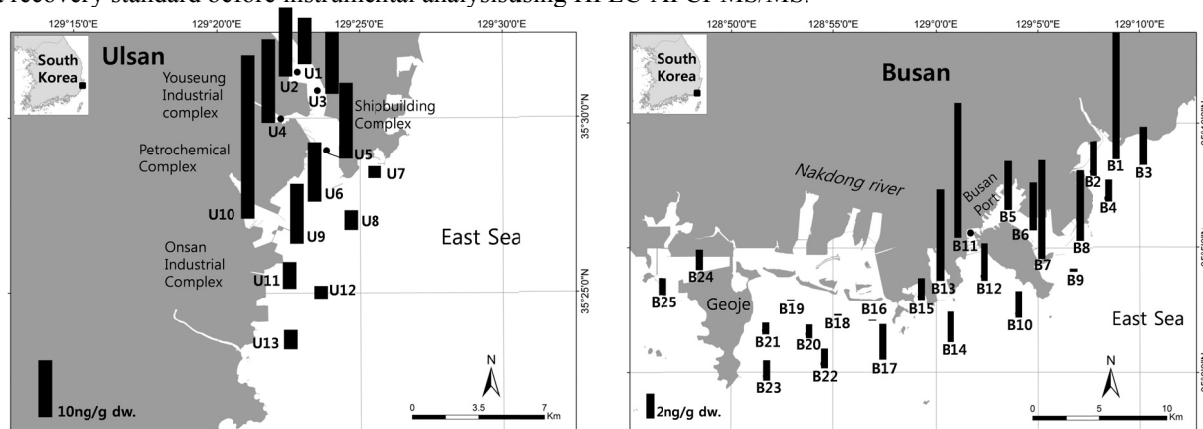 t recovery standard before instrumental analysisusing HPLC-APCI-MS/MS.
129°15'0"E
129°20'0"E
129°25'0"E
129°30'0"E
South
Korea
Ulsan
Youseung
Industrial
complex
U1
U2
U3
U4
Shipbuilding
Complex
35°30'0"N
Petrochemical
Complex
U5
U7
U6
U10
U9
U8
East Sea
Onsan
Industrial
Complex
U11
U12
35°25'0"N
U13
N
10ng/g dw.
0
3.5
7
Km
128°50'0"E
128°55'0"E
129°0'0"E
129°5'0"E
129°10'0"E
South
Korea
Busan
B1
B2
B3
B4
Nakdong river
Busan
Port
B5
B6
B11
B7
B8
B24
B9
B25
B13
B12
Geoje
B19
B16
B15
B10
B18
East Sea
B21
B20
B14
B17
B22
B23
N
2ng/g dw.
0
5
10
Km